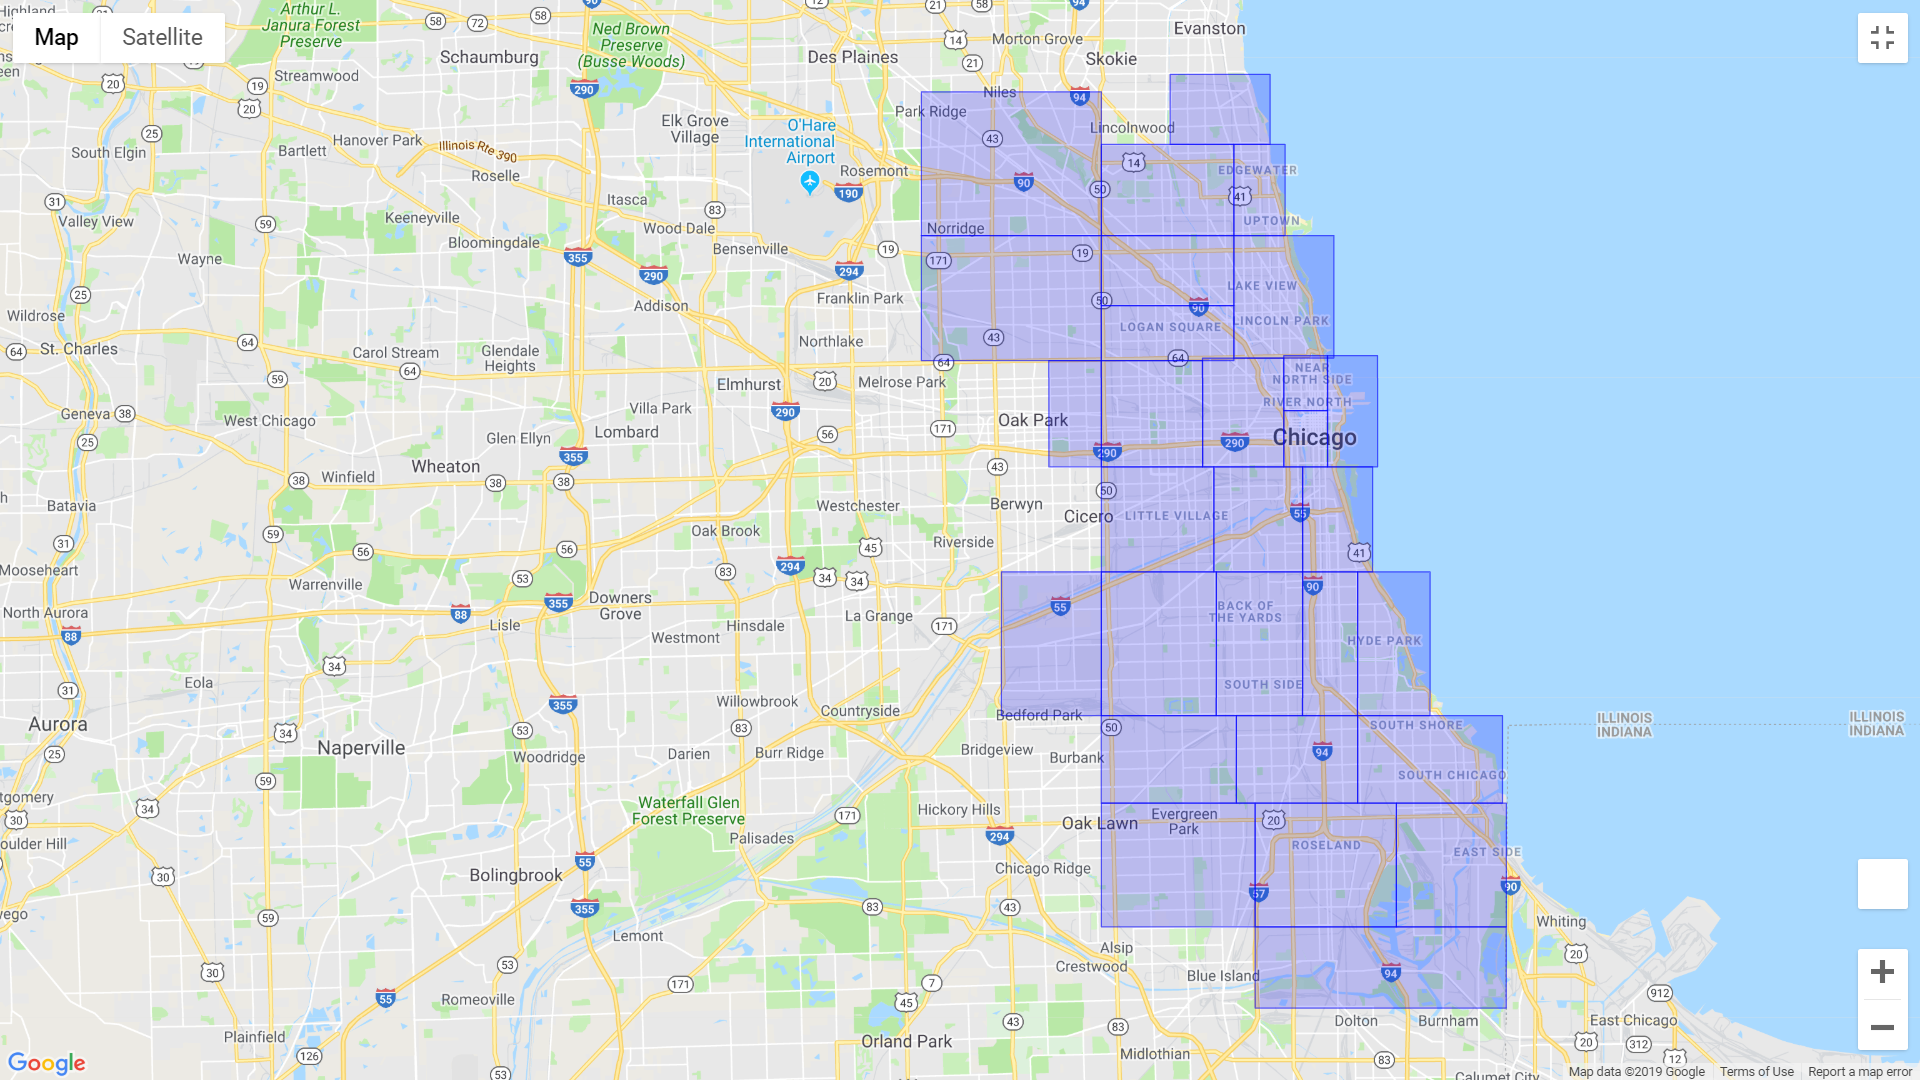 Map
Satellite
Highland
Arthur L.
Janura Forest
Preserve
Streamwood
Hanover Park
Bartlett
South Elgin
Valley View
Wayne
Wildrose
St. Charles
Geneva
West Chicago
Batavia
Mooseheart
North Aurora
Aurora
Eola
Naperville
Warrenville
Winfield
Wheaton
Carol Stream
Glendale
Heights
Glen Ellyn
Lombard
Villa Park
Elmhurst
Addison
Bloomingdale
Keeneyville
Roselle
Itasca
Wood Dale
Bensenville
Illinois Rte 390
Schaumburg
Ned Brown
Preserve
(Busse Woods)
Elk Grove
Village
Des Plaines
O'Hare
International
Airport
Rosemont
Park Ridge
Niles
Morton Grove
Skokie
Evanston
Lincolnwood
Norridge
Franklin Park
Northlake
Melrose Park
Oak Park
EDGEWATER
UPTOWN
LAKE VIEW
LINCOLN PARK
LOGAN SQUARE
NEAR
NORTH SIDE
RIVER NORTH
Chicago
Berwyn
Cicero
LITTLE VILLAGE
Riverside
Westchester
Oak Brook
La Grange
Downers
Grove
Lisle
Westmont
Hinsdale
Willowbrook
Countryside
Darien
Burr Ridge
Woodridge
Bridgeview
Bedford Park
Burbank
BACK OF
THE YARDS
HYDE PARK
SOUTH SIDE
SOUTH SHORE
SOUTH CHICAGO
ILLINOIS
INDIANA
ILLINOIS
INDIANA
Waterfall Glen
Forest Preserve
Palisades
Hickory Hills
Oak Lawn
Evergreen
Park
ROSELAND
EAST SIDE
Chicago Ridge
Bolingbrook
Lemont
Romeoville
Plainfield
Alsip
Crestwood
Blue Island
Whiting
East Chicago
Dolton
Burnham
Orland Park
Midlothian
Calumet City
Google
Map data ©2019 Google
Terms of Use
Report a map error